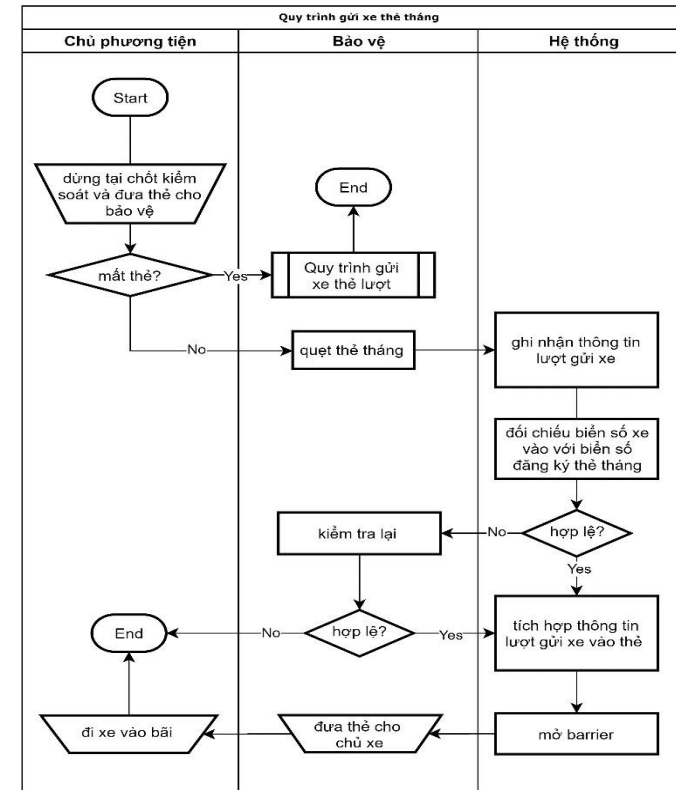 Quy trình gửi xe thẻ tháng
Chủ phương tiện
Bảo vệ
Hệ thống
Start
dừng tại chốt kiểm
soát và đưa thẻ cho
bảo vệ
End
mất thẻ?
Yes
Quy trình gửi
xe thẻ lượt
No
quẹt thẻ tháng
ghi nhận thông tin
lượt gửi xe
đối chiếu biển số xe
vào với biển số
đăng ký thẻ tháng
kiểm tra lại
No
hợp lệ?
Yes
End
No
hợp lệ?
Yes
tích hợp thông tin
lượt gửi xe vào thẻ
đi xe vào bãi
đưa thẻ cho
chủ xe
mở barrier